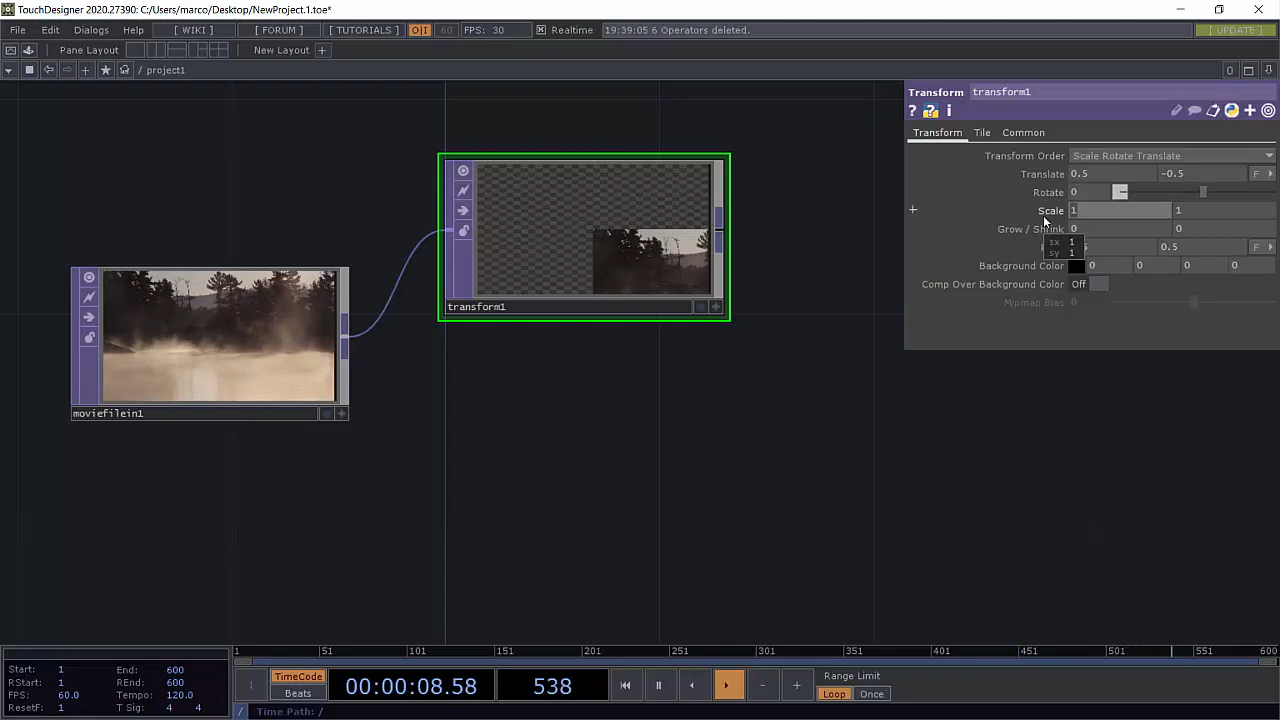 TouchDesigner 2020.27390: C:/Users/marco/Desktop/NewProject.1.toe*
File Edit Dialogs Help [ WIKI ] [ FORUM ] [ TUTORIALS ] O|I 60 FPS: 30 Realtime 19:39:05 6 Operators deleted. [ UPDATE ]
Pane Layout New Layout +
/ project1 0
Transform transform1
? ? i
Transform Tile Common
Transform Order Scale Rotate Translate
Translate 0.5 -0.5 F
Rotate 0
Scale 1 1
Grow / Shrink 0 0
0.5 F
sx 1
sy 1
Background Color 0 0 0 0
Comp Over Background Color Off
Mipmap Bias 0
transform1
moviefilein1
1 51 101 151 201 251 301 351 401 451 501 551 600
Start: 1 End: 600
RStart: 1 REnd: 600
FPS: 60.0 Tempo: 120.0
ResetF: 1 T Sig: 4 4
TimeCode
Beats
00:00:08.58 538
Range Limit
Loop Once
/ Time Path: /